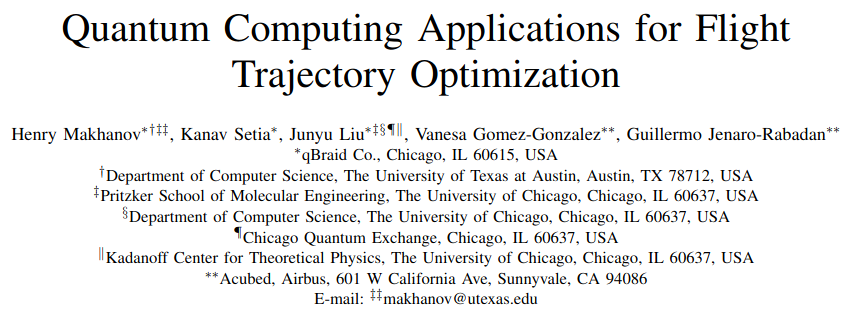 Quantum Computing Applications for Flight
Trajectory Optimization
Henry Makhanov*†‡‡, Kanav Setia*, Junyu Liu*‡§¶∥, Vanesa Gomez-Gonzalez**, Guillermo Jenaro-Rabadan**
*qBraid Co., Chicago, IL 60615, USA
†Department of Computer Science, The University of Texas at Austin, Austin, TX 78712, USA
‡Pritzker School of Molecular Engineering, The University of Chicago, Chicago, IL 60637, USA
§Department of Computer Science, The University of Chicago, Chicago, IL 60637, USA
¶Chicago Quantum Exchange, Chicago, IL 60637, USA
∥Kadanoff Center for Theoretical Physics, The University of Chicago, Chicago, IL 60637, USA
**Acubed, Airbus, 601 W California Ave, Sunnyvale, CA 94086
E-mail: ‡‡makhanov@utexas.edu